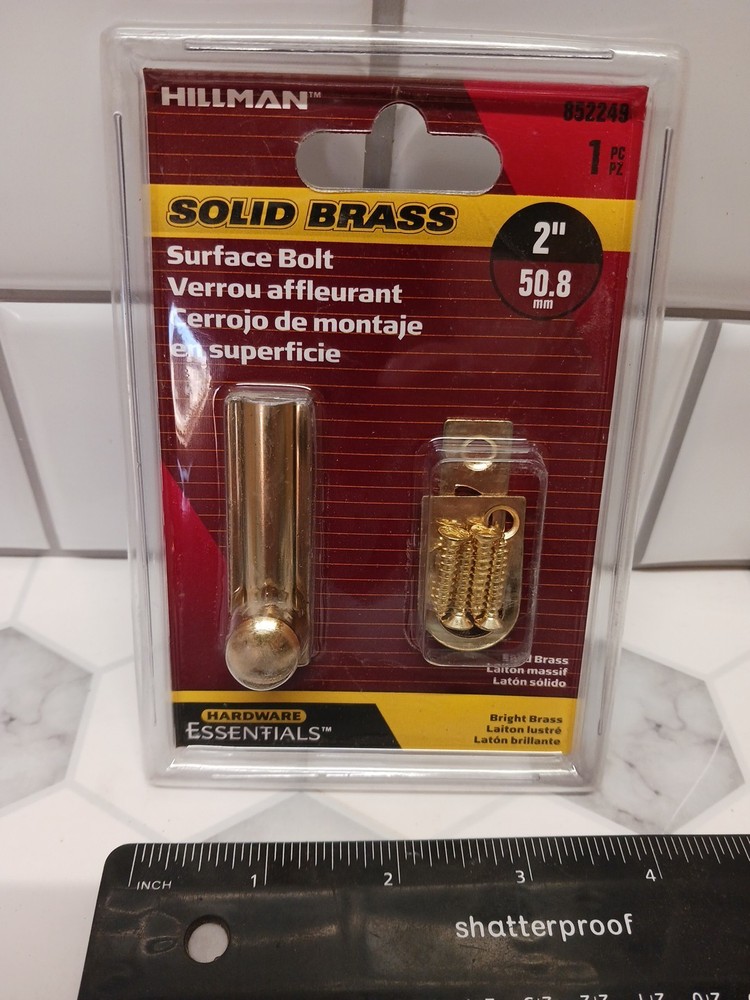 HILLMAN™
852249
1 PC PZ
SOLID BRASS
2"
50.8
mm
Surface Bolt
Verrou affleurant
Cerrojo de montaje
en superficie
Solid Brass
Laiton massif
Latón sólido
HARDWARE
ESSENTIALS™
Bright Brass
Laiton lustré
Latón brillante
INCH 1 2 3 4
shatterproof